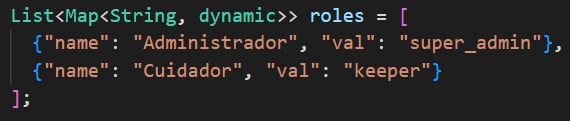 List<Map<String, dynamic>> roles = [
  {"name": "Administrador", "val": "super_admin"},
  {"name": "Cuidador", "val": "keeper"}
];